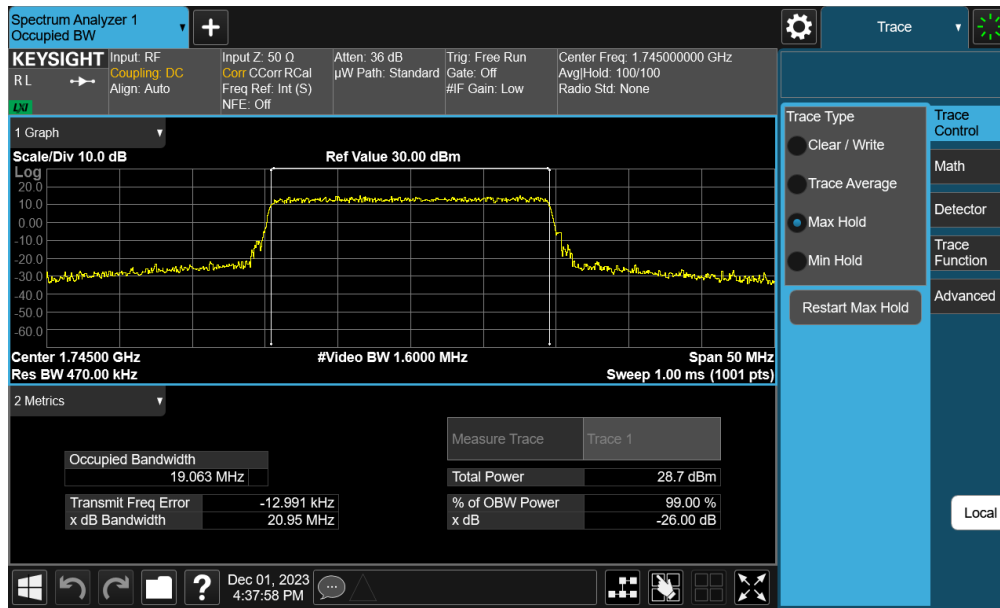 Spectrum Analyzer 1
Occupied BW
+
Trace
KEYSIGHT
R L
LXI
Input: RF
Coupling: DC
Align: Auto
Input Z: 50 Ω
Corr CCorr RCal
Freq Ref: Int (S)
NFE: Off
Atten: 36 dB
µW Path: Standard
Trig: Free Run
Gate: Off
#IF Gain: Low
Center Freq: 1.745000000 GHz
Avg|Hold: 100/100
Radio Std: None
1 Graph
Scale/Div 10.0 dB
Ref Value 30.00 dBm
Log
20.0
10.0
0.00
-10.0
-20.0
-30.0
-40.0
-50.0
-60.0
Center 1.74500 GHz
#Video BW 1.6000 MHz
Span 50 MHz
Res BW 470.00 kHz
Sweep 1.00 ms (1001 pts)
2 Metrics
Measure Trace
Trace 1
Occupied Bandwidth
19.063 MHz
Total Power
28.7 dBm
Transmit Freq Error
-12.991 kHz
% of OBW Power
99.00 %
x dB Bandwidth
20.95 MHz
x dB
-26.00 dB
Trace Type
Clear / Write
Trace Average
Max Hold
Min Hold
Restart Max Hold
Trace
Control
Math
Detector
Trace
Function
Advanced
Local
?
Dec 01, 2023
4:37:58 PM